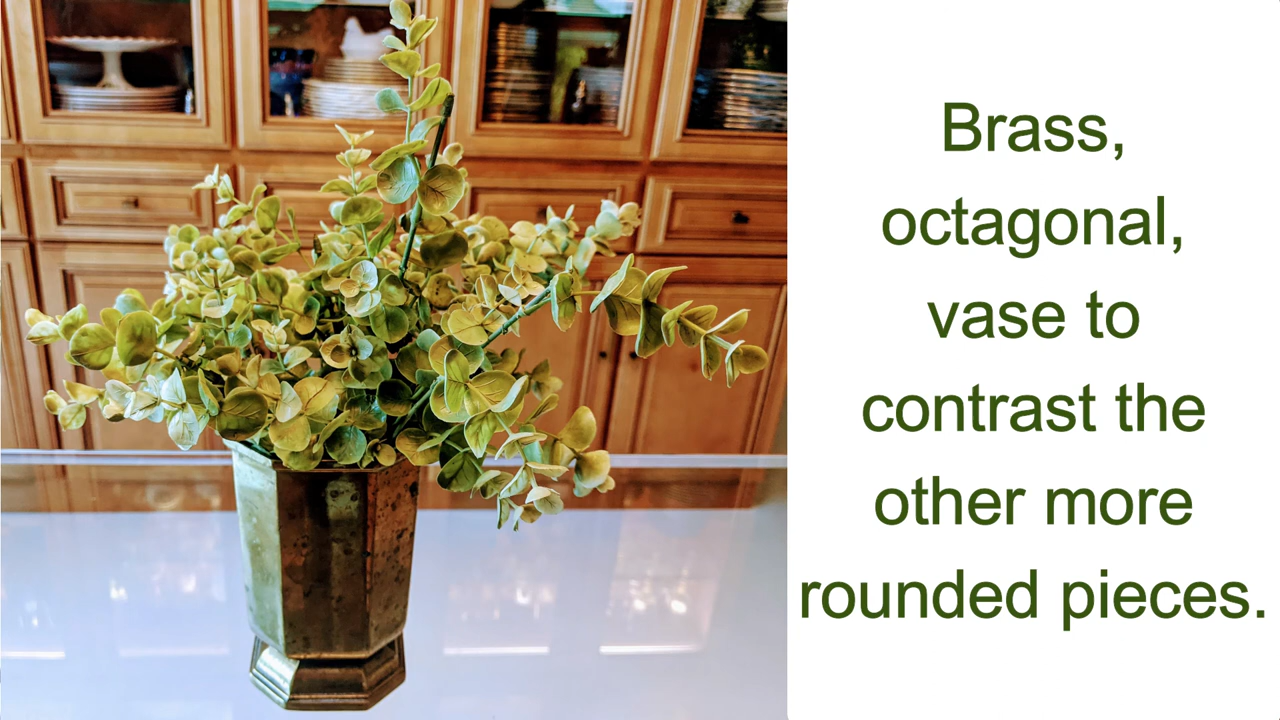 Brass,
octagonal,
vase to
contrast the
other more
rounded pieces.